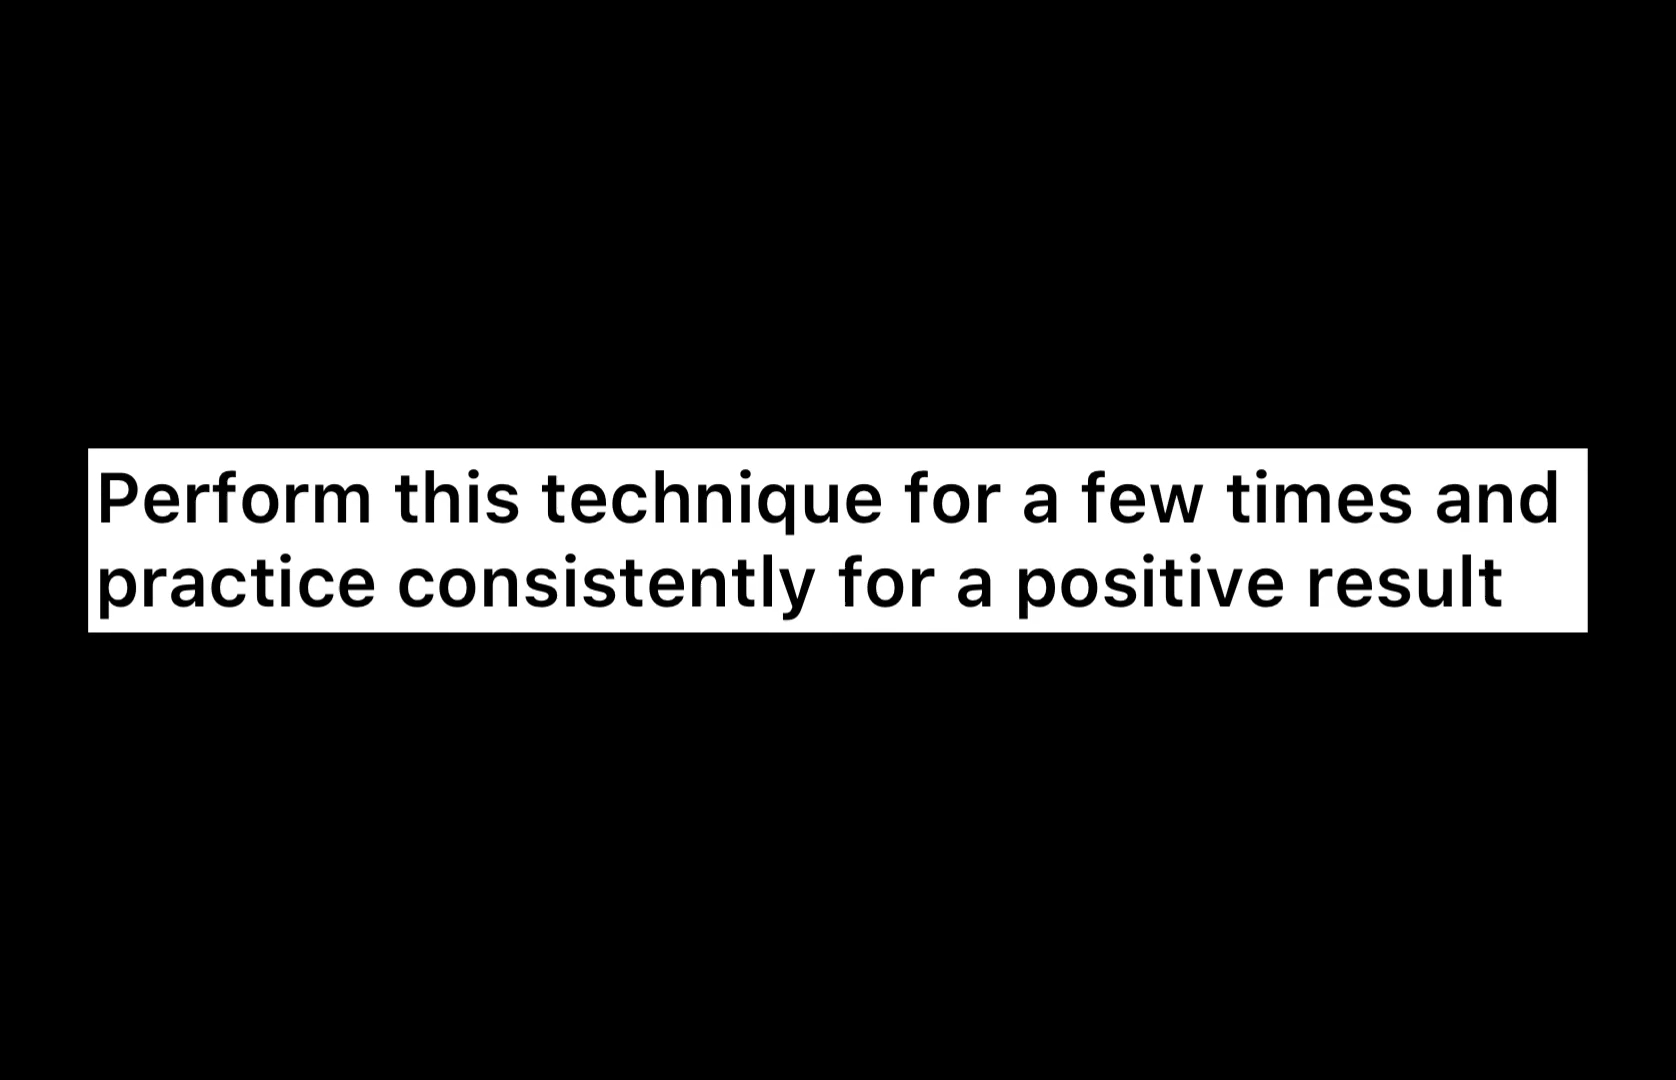 Perform this technique for a few times and
practice consistently for a positive result